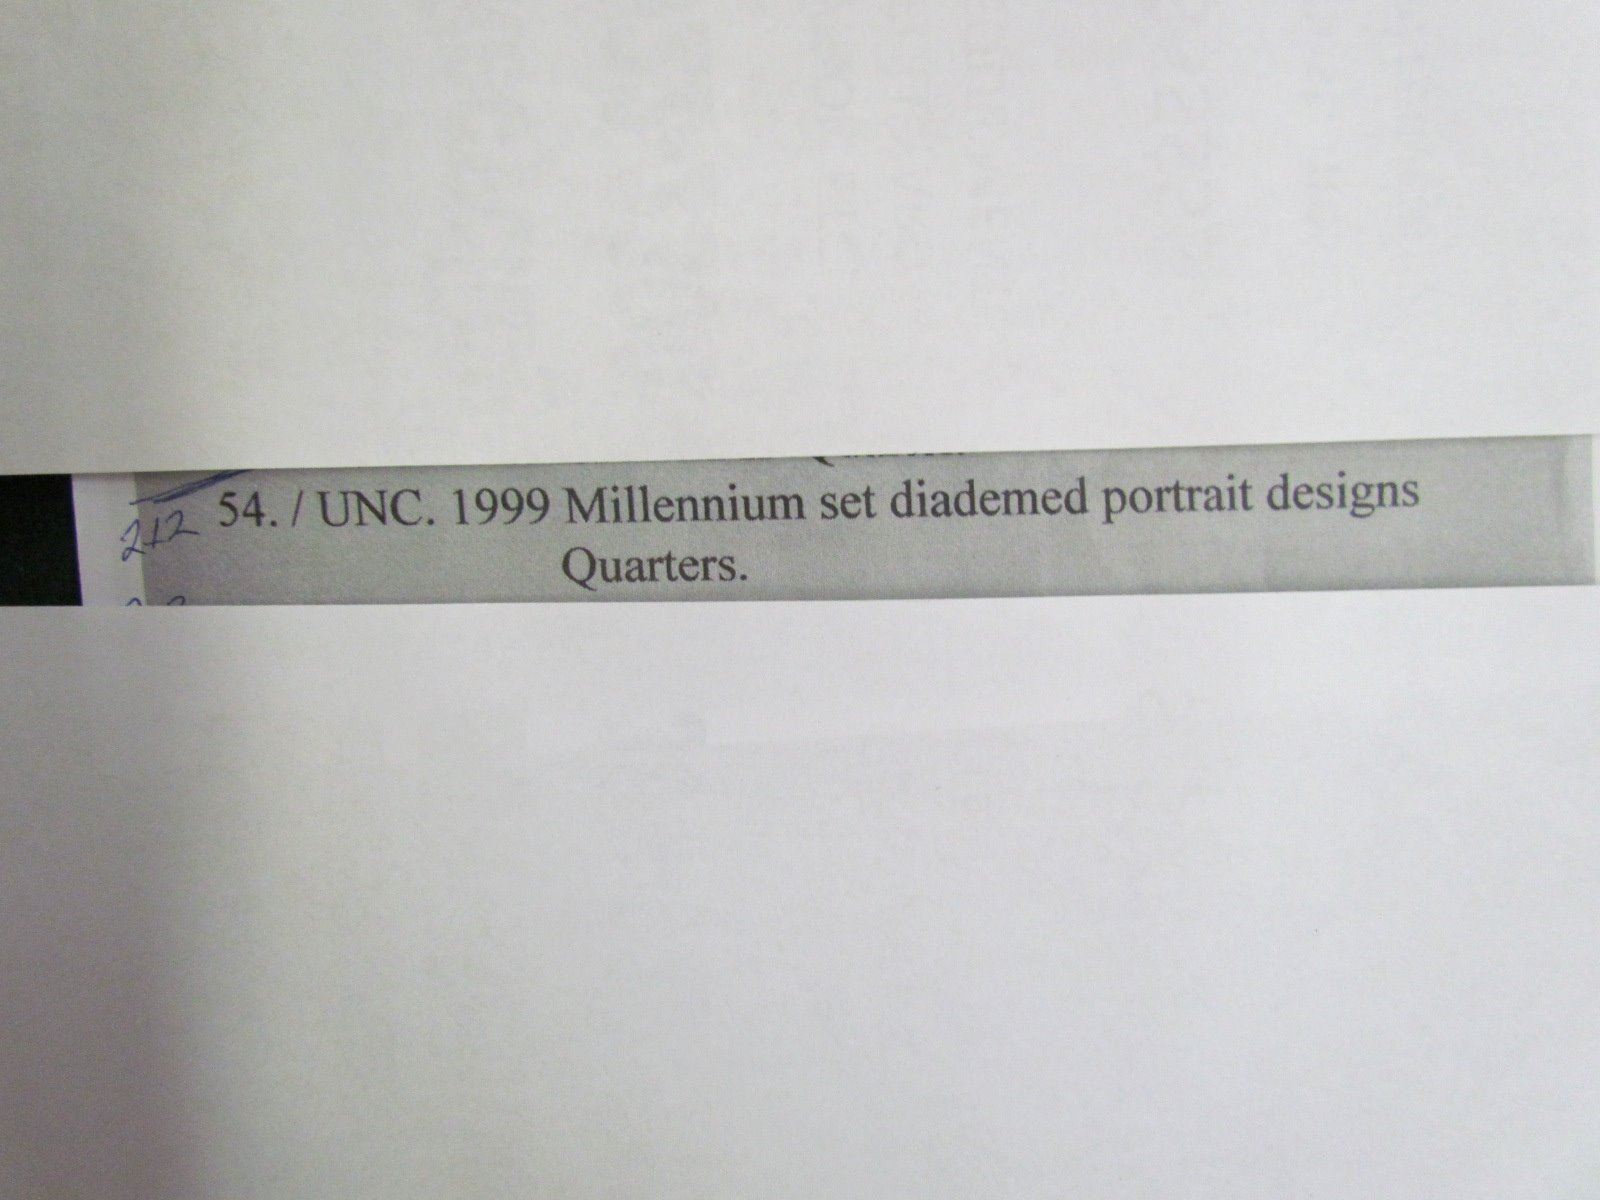 212 54. / UNC. 1999 Millennium set diademed portrait designs
Quarters.